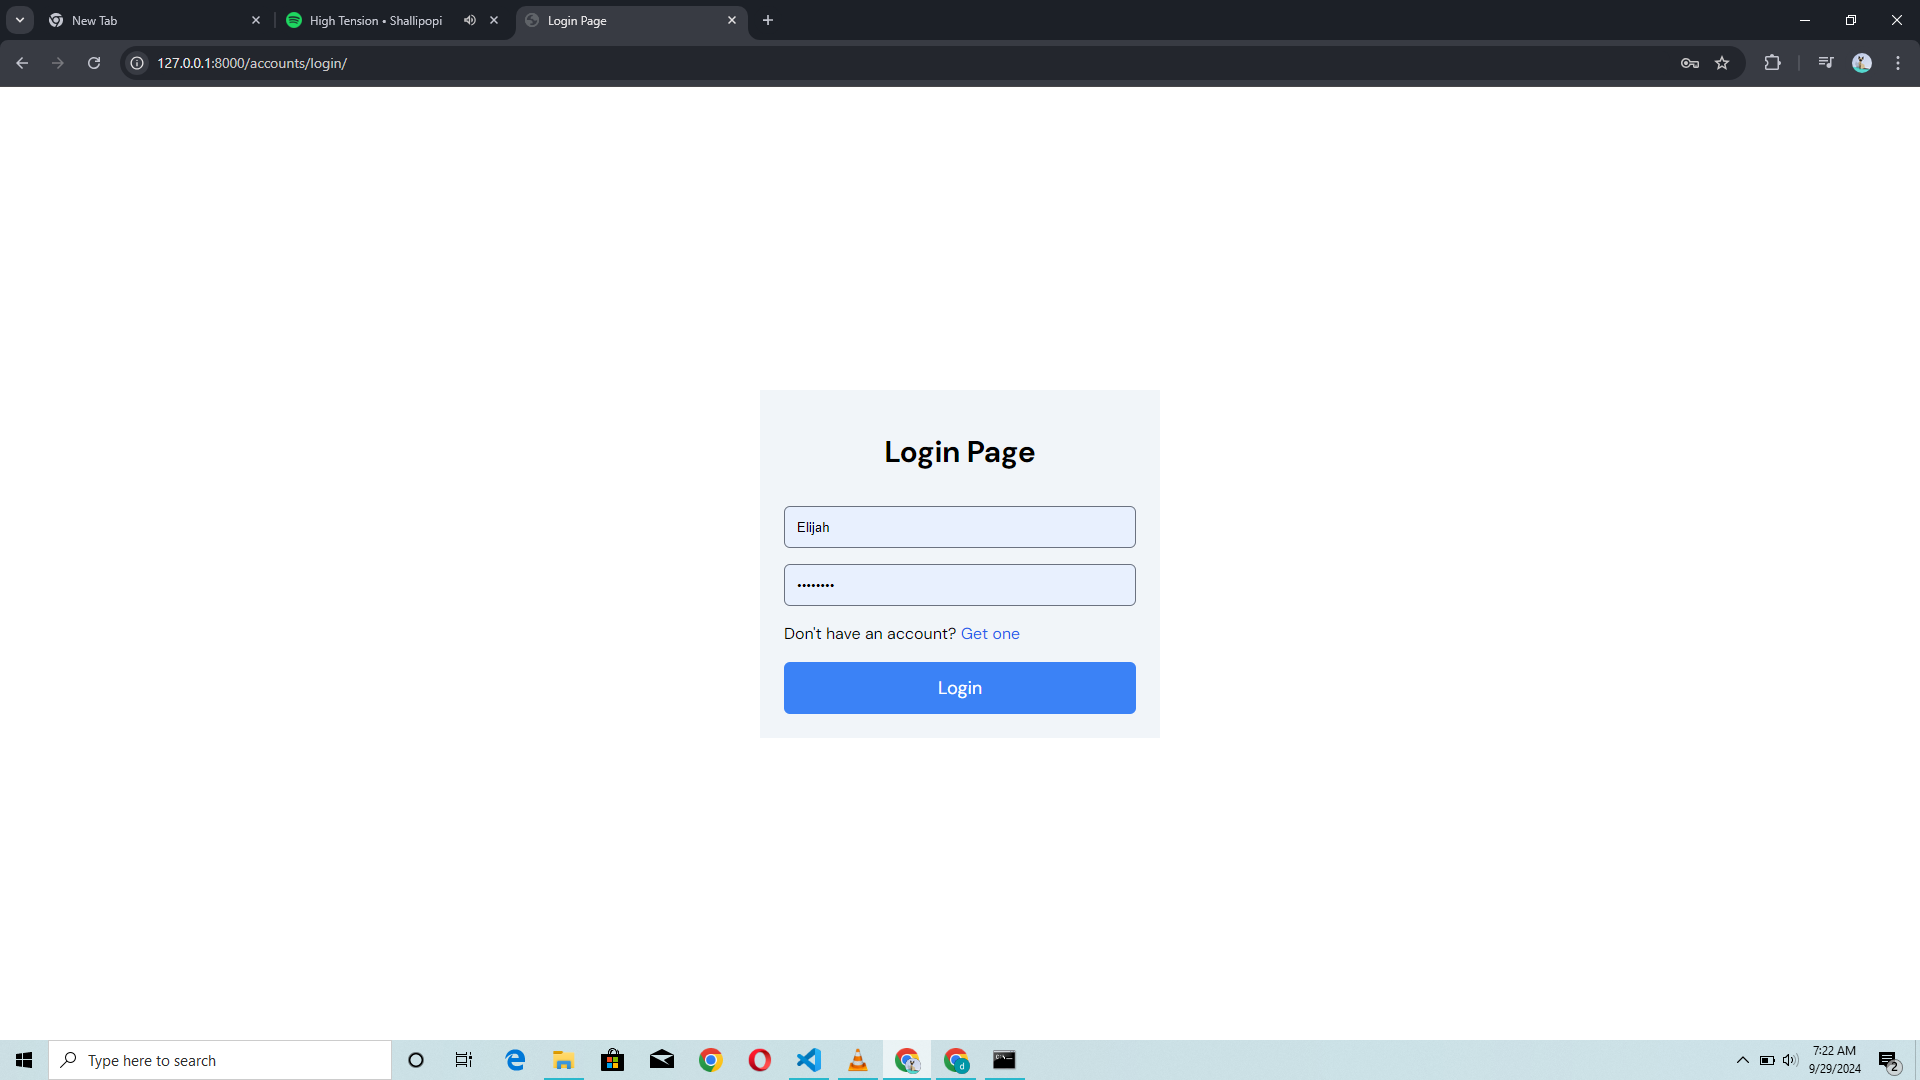 New Tab
High Tension • Shallipopi
Login Page
127.0.0.1:8000/accounts/login/
Login Page
Elijah
••••••••
Don't have an account? Get one
Login
Type here to search
d
7:22 AM
9/29/2024
2